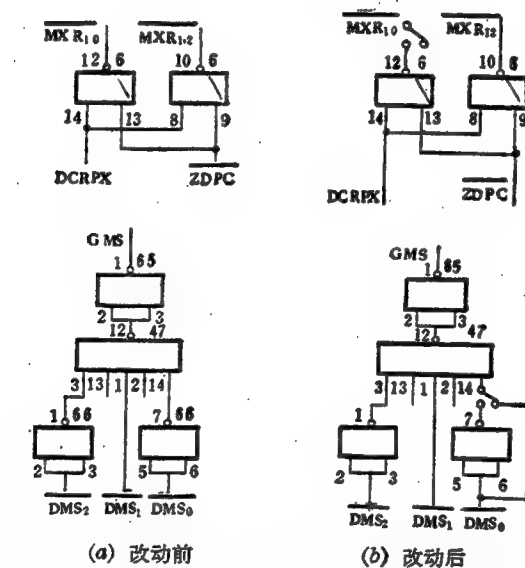 MXR₁₀ MXR₁.₂
12 6 10 6
14 13 8 9
DCRPX ZDPC
GMS
1 65
2 3
12 47
3 13 1 2 14
1 66 7 66
2 3 5 6
DMS₂ DMS₁ DMS₀
(a) 改动前
MXR₁₀ MXR₁₂
12 6 10 6
14 13 8 9
DCRPX ZDPC
GMS
1 65
2 3
12 47
3 13 1 2 14
1 7
2 3 5 6
DMS₂ DMS₁ DMS₀
(b) 改动后